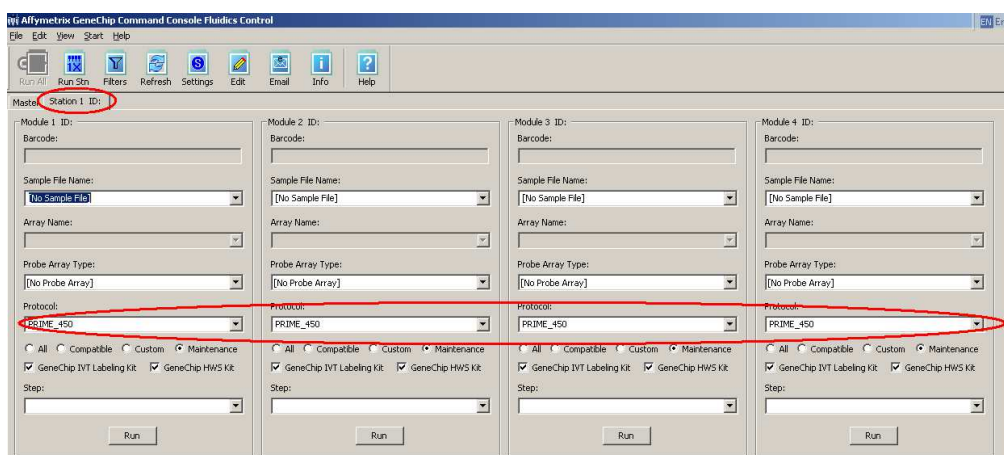 Affymetrix GeneChip Command Console Fluidics Control
EN
File Edit View Start Help
Run All Run Stn Filters Refresh Settings Edit Email Info Help
Station 1 ID:
Module 1 ID: Module 2 ID: Module 3 ID: Module 4 ID:
Barcode: Barcode: Barcode: Barcode:
Sample File Name: Sample File Name: Sample File Name: Sample File Name:
[No Sample File] [No Sample File] [No Sample File] [No Sample File]
Array Name: Array Name: Array Name: Array Name:
Probe Array Type: Probe Array Type: Probe Array Type: Probe Array Type:
[No Probe Array] [No Probe Array] [No Probe Array] [No Probe Array]
Protocol: Protocol: Protocol: Protocol:
PRIME_450 PRIME_450 PRIME_450 PRIME_450
All Compatible Custom Maintenance All Compatible Custom Maintenance All Compatible Custom Maintenance All Compatible Custom Maintenance
GeneChip IVT Labeling Kit GeneChip HWS Kit GeneChip IVT Labeling Kit GeneChip HWS Kit GeneChip IVT Labeling Kit GeneChip HWS Kit GeneChip IVT Labeling Kit GeneChip HWS Kit
Step: Step: Step: Step:
Run Run Run Run